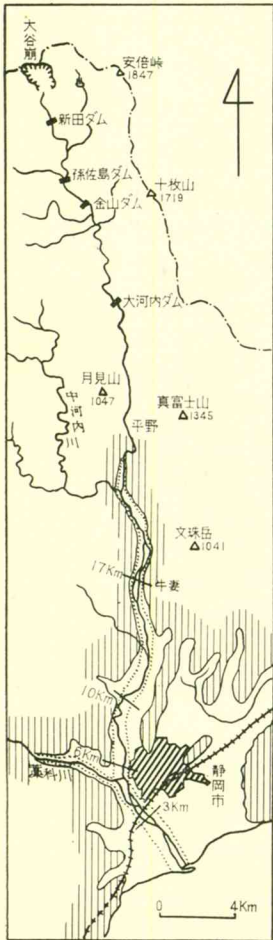 大谷崩
安倍峠
1847
新田ダム
孫佐島ダム
十枚山
1719
金山ダム
大河内ダム
月見山
1047
真富士山
1345
中河内川
平野
文珠岳
1041
17Km
牛妻
10Km
6Km
藁科川
静岡市
3Km
0 4Km